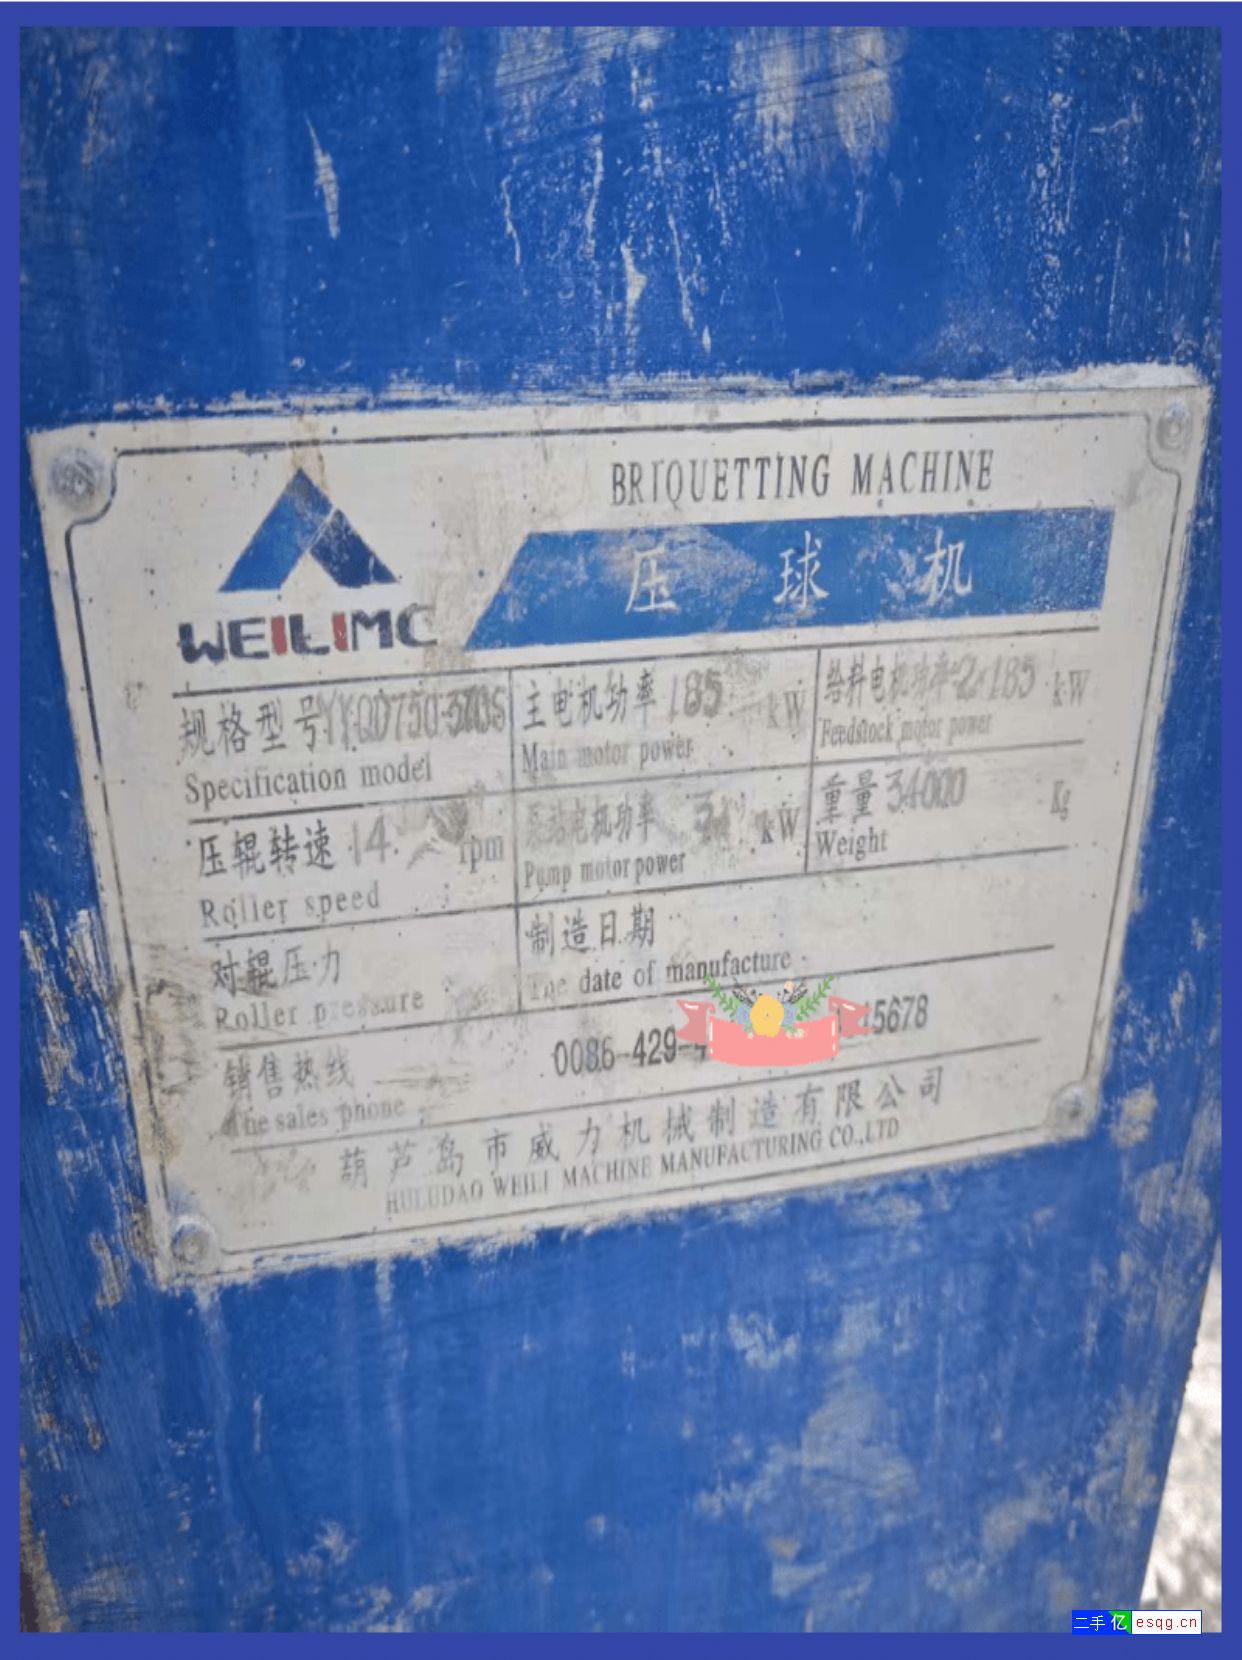 BRIQUETTING MACHINE
压球机
WEILIMC
规格型号 主电机功率 185 kW 给料电机功率 2×185 kW
Specification model Main motor power Feedstock motor power
压辊转速 14 rpm 泵站电机功率 kW 重量 34000 Kg
Roller speed Pump motor power Weight
对辊压力 制造日期
Roller pressure The date of manufacture
销售热线 0086-429- 5678
The sales phone
葫芦岛市威力机械制造有限公司
HULUDAO WEILI MACHINE MANUFACTURING CO.,LTD
二手亿 esqg.cn